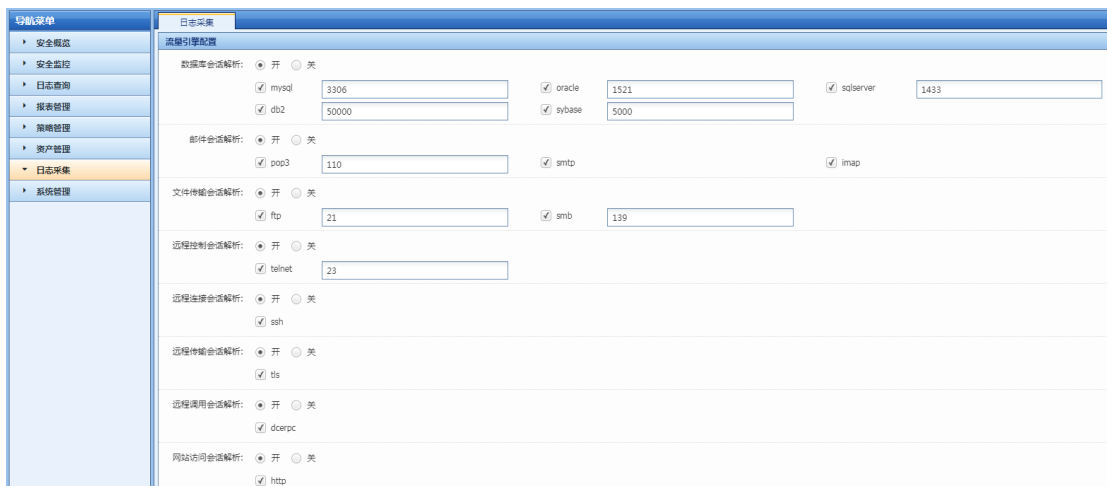 导航菜单
安全概览
安全监控
日志查询
报表管理
策略管理
资产管理
日志采集
系统管理
日志采集
流量引擎配置
数据库会话解析: 开 关
mysql 3306 oracle 1521 sqlserver 1433
db2 50000 sybase 5000
邮件会话解析: 开 关
pop3 110 smtp imap
文件传输会话解析: 开 关
ftp 21 smb 139
远程控制会话解析: 开 关
telnet 23
远程连接会话解析: 开 关
ssh
远程传输会话解析: 开 关
tls
远程调用会话解析: 开 关
dcerpc
网站访问会话解析: 开 关
http